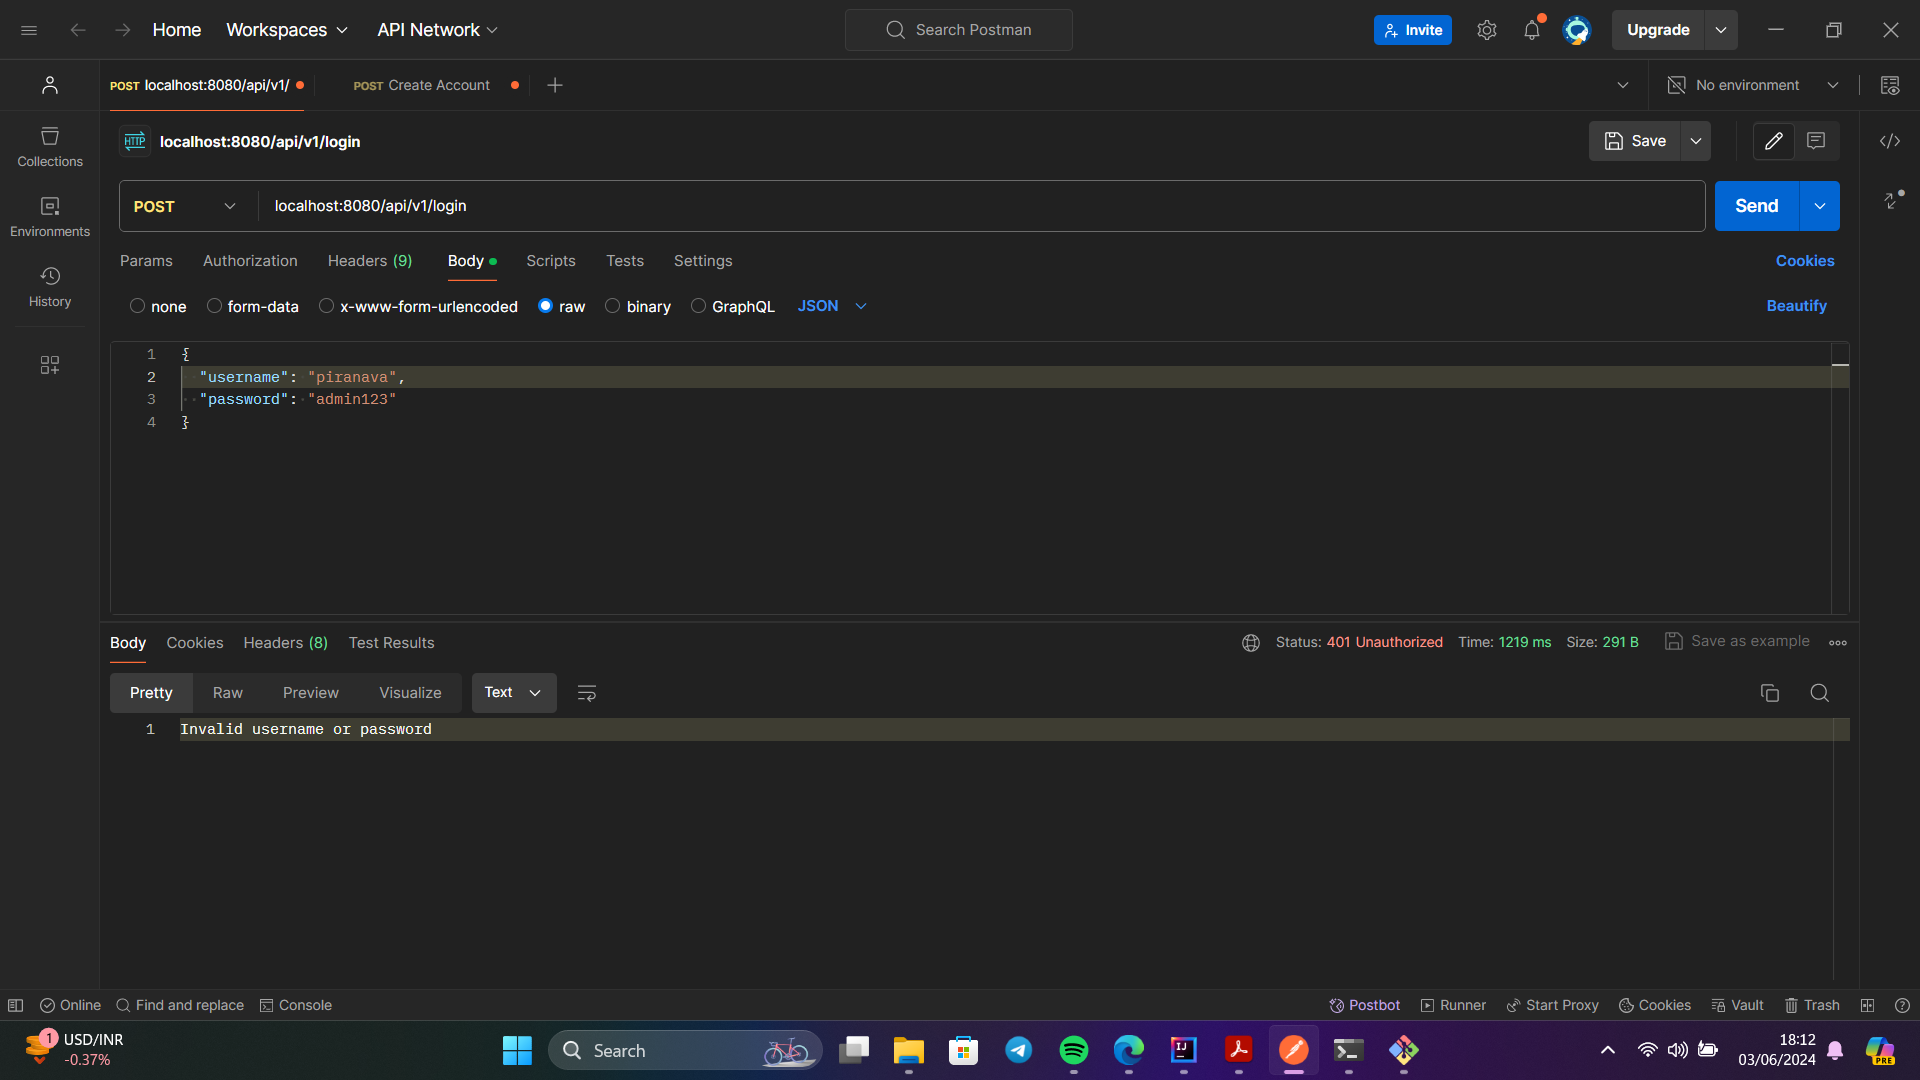 Home Workspaces API Network Search Postman Invite Upgrade
POST localhost:8080/api/v1/ POST Create Account No environment
HTTP localhost:8080/api/v1/login Save
Collections
POST localhost:8080/api/v1/login Send
Environments
Params Authorization Headers (9) Body Scripts Tests Settings Cookies
History
none form-data x-www-form-urlencoded raw binary GraphQL JSON Beautify
1 {
2 "username": "piranava",
3 "password": "admin123"
4 }
Body Cookies Headers (8) Test Results Status: 401 Unauthorized Time: 1219 ms Size: 291 B Save as example
Pretty Raw Preview Visualize Text
1 Invalid username or password
Online Find and replace Console Postbot Runner Start Proxy Cookies Vault Trash
1 USD/INR
-0.37%
Search
IJ
18:12
03/06/2024
PRE